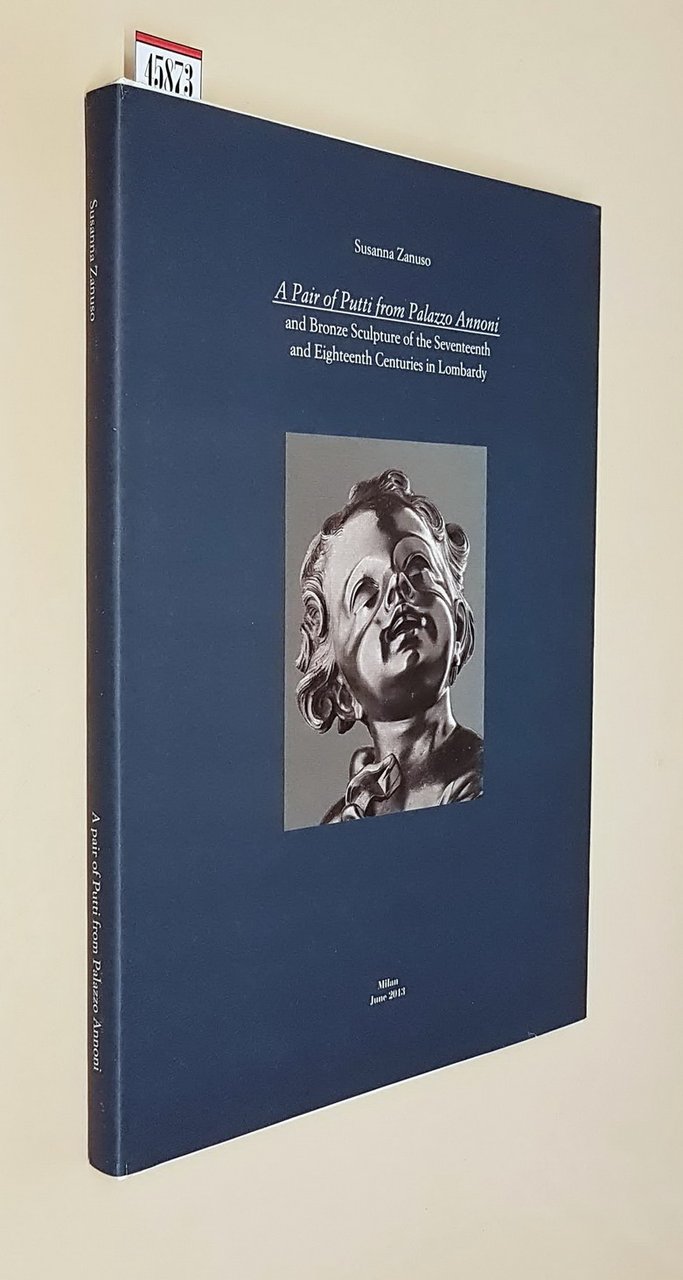 45873
Susanna Zanuso
A Pair of Putti from Palazzo Annoni
and Bronze Sculpture of the Seventeenth
and Eighteenth Centuries in Lombardy
Milan
June 2013
Susanna Zanuso
A pair of Putti from Palazzo Annoni